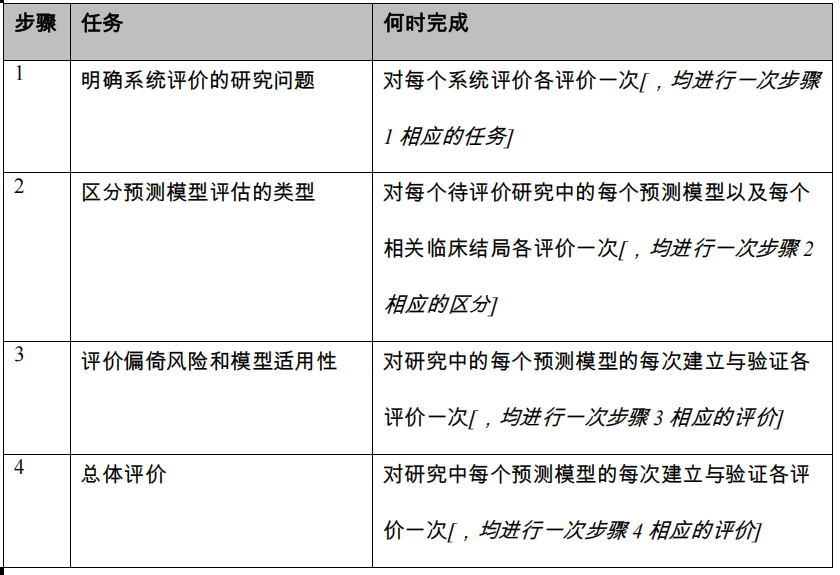 步骤 任务 何时完成
1 明确系统评价的研究问题 对每个系统评价各评价一次[，均进行一次步骤
1 相应的任务]
2 区分预测模型评估的类型 对每个待评价研究中的每个预测模型以及每个
相关临床结局各评价一次[，均进行一次步骤 2
相应的区分]
3 评价偏倚风险和模型适用性 对研究中的每个预测模型的每次建立与验证各
评价一次[，均进行一次步骤 3 相应的评价]
4 总体评价 对研究中每个预测模型的每次建立与验证各评
价一次[，均进行一次步骤 4 相应的评价]